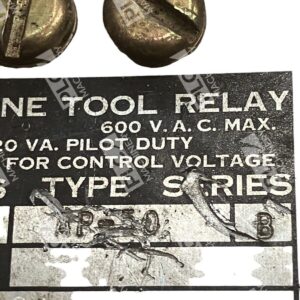 NE TOOL RELAY
600 V. A. C. MAX.
20 VA. PILOT DUTY
FOR CONTROL VOLTAGE
S TYPE SERIES
B